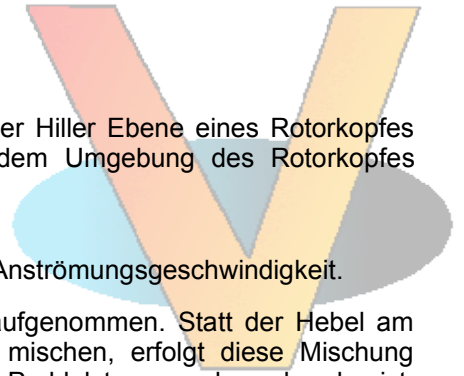 er Hiller Ebene eines Rotorkopfes
dem Umgebung des Rotorkopfes
Anströmungsgeschwindigkeit.
aufgenommen. Statt der Hebel am
mischen, erfolgt diese Mischung